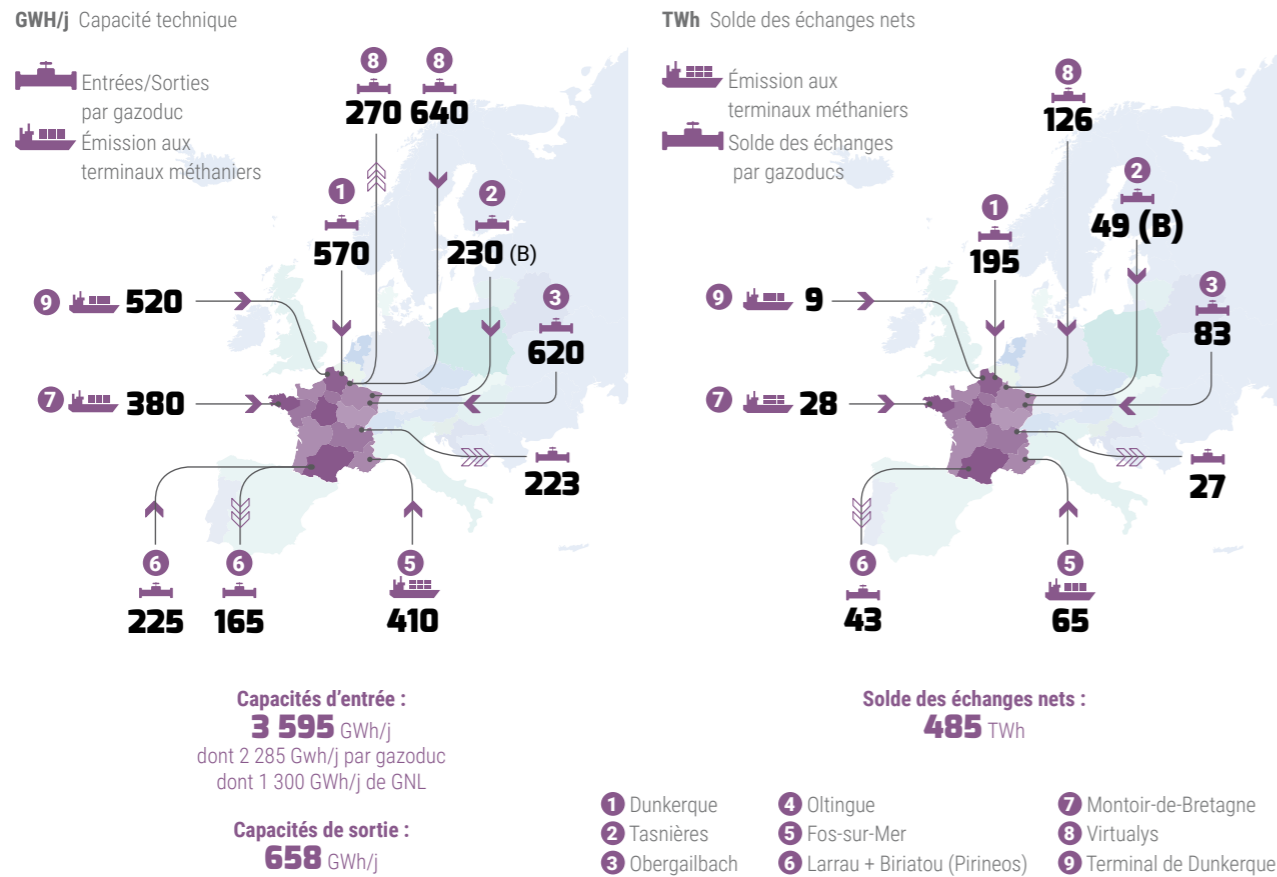 GWH/j Capacité technique
Entrées/Sorties
par gazoduc
Émission aux
terminaux méthaniers
8
270
8
640
1
570
2
230 (B)
3
620
9
520
7
380
223
6
225
6
165
5
410
Capacités d'entrée :
3 595 GWh/j
dont 2 285 Gwh/j par gazoduc
dont 1 300 GWh/j de GNL
Capacités de sortie :
658 GWh/j
TWh Solde des échanges nets
Émission aux
terminaux méthaniers
Solde des échanges
par gazoducs
8
126
2
49 (B)
1
195
3
83
9
9
7
28
27
6
43
5
65
Solde des échanges nets :
485 TWh
1 Dunkerque
2 Tasnières
3 Obergailbach
4 Oltingue
5 Fos-sur-Mer
6 Larrau + Biriatou (Pirineos)
7 Montoir-de-Bretagne
8 Virtualys
9 Terminal de Dunkerque